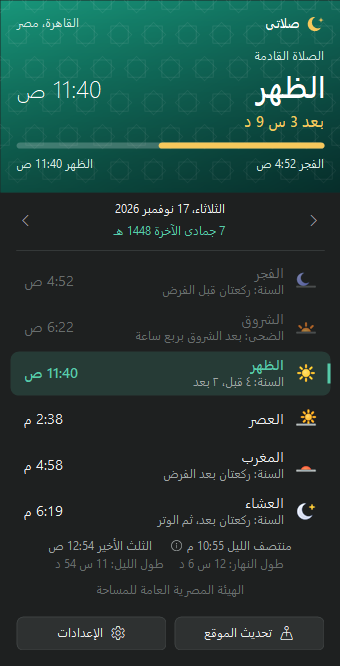 صلاتى
القاهرة، مصر
الصلاة القادمة
الظهر
11:40 ص
بعد 3 س 9 د
الفجر 4:52 ص
الظهر 11:40 ص
الثلاثاء، 17 نوفمبر 2026
7 جمادى الآخرة 1448 هـ
الفجر
السنة: ركعتان قبل الفرض
4:52 ص
الشروق
الضحى: بعد الشروق بربع ساعة
6:22 ص
الظهر
السنة: ٤ قبل، ٢ بعد
11:40 ص
العصر
2:38 م
المغرب
السنة: ركعتان بعد الفرض
4:58 م
العشاء
السنة: ركعتان بعد، ثم الوتر
6:19 م
منتصف الليل 10:55 م
الثلث الأخير 12:54 ص
طول النهار: 12 س 6 د
طول الليل: 11 س 54 د
الهيئة المصرية العامة للمساحة
تحديث الموقع
الإعدادات